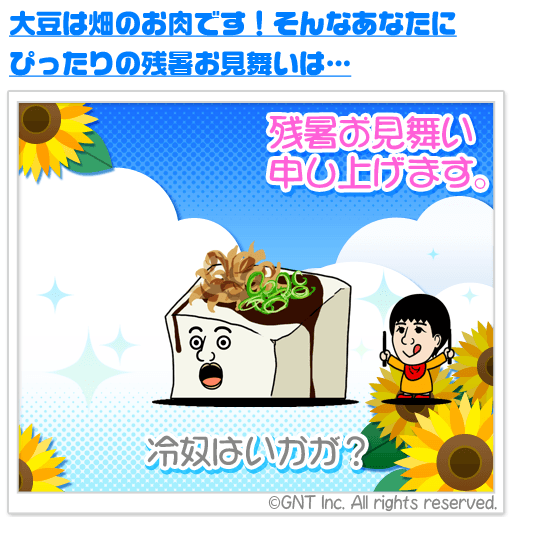 大豆は畑のお肉です！そんなあなたに
ぴったりの残暑お見舞いは…
残暑お見舞い
申し上げます。
冷奴はいかが？
©GNT Inc. All rights reserved.